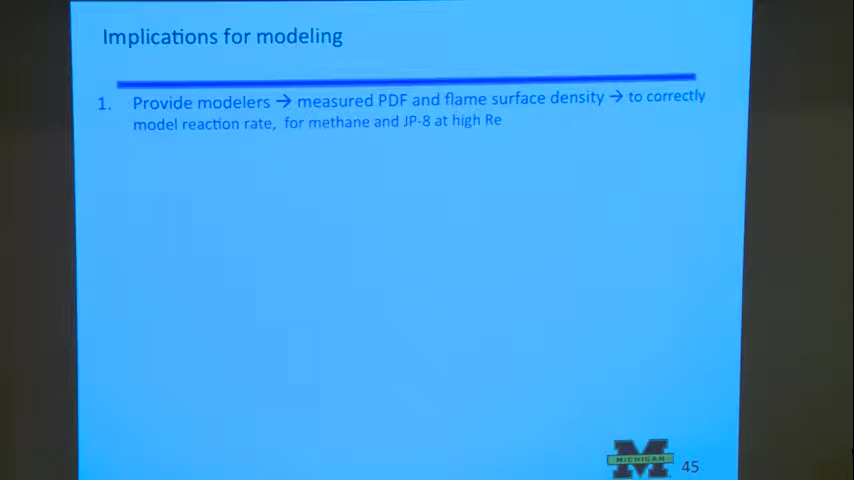 Implications for modeling
1. Provide modelers → measured PDF and flame surface density → to correctly
model reaction rate, for methane and JP-8 at high Re
MICHIGAN
45